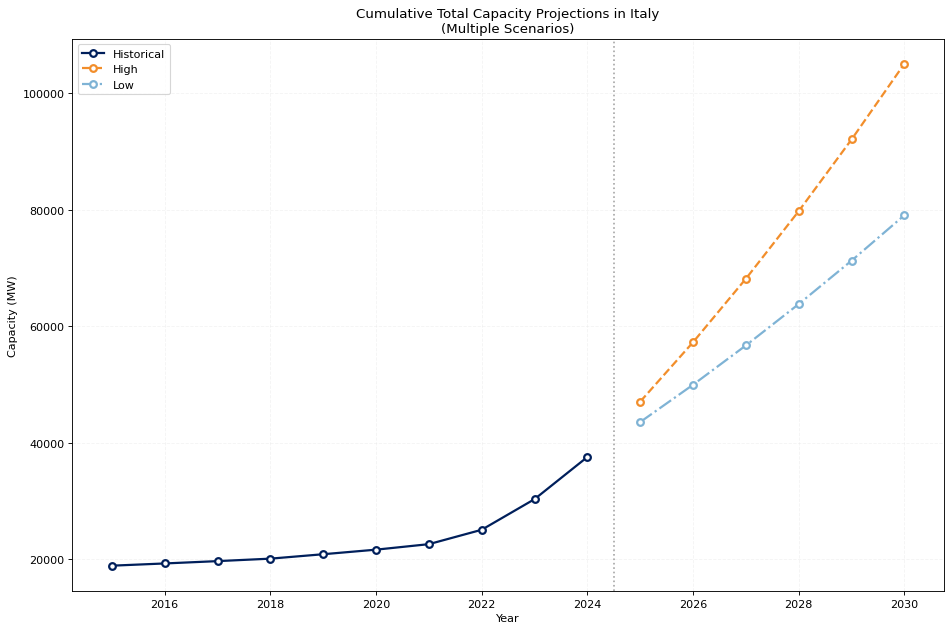 Cumulative Total Capacity Projections in Italy
(Multiple Scenarios)
Historical
High
Low
Capacity (MW)
100000
80000
60000
40000
20000
2016
2018
2020
2022
2024
2026
2028
2030
Year